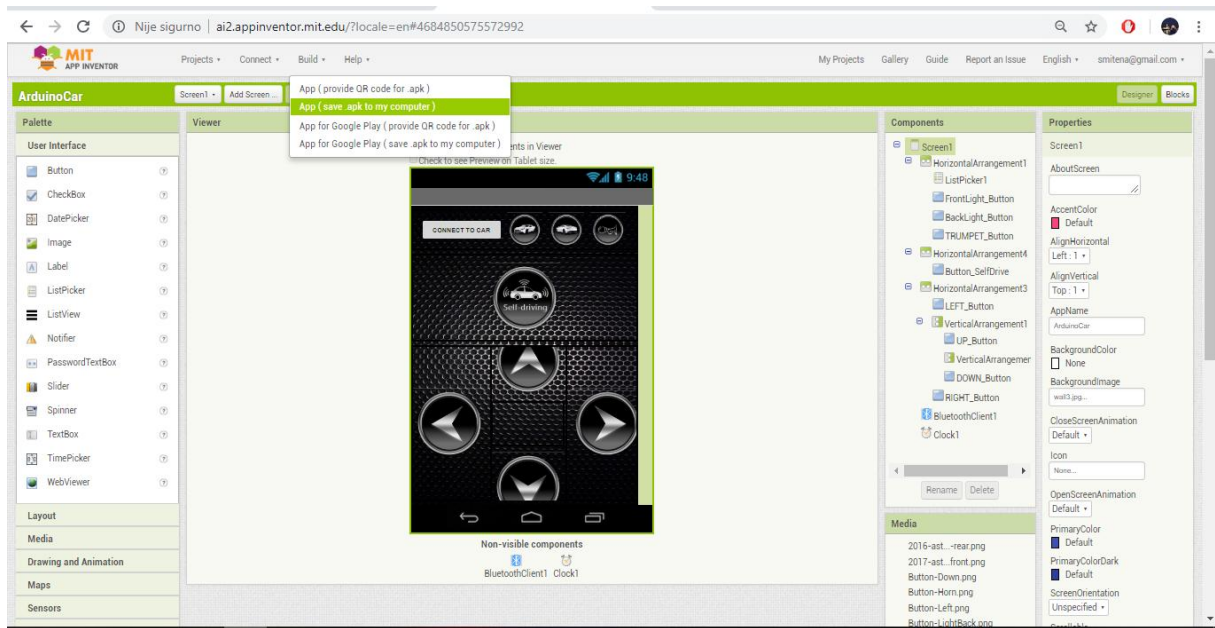 Nije sigurno | ai2.appinventor.mit.edu/?locale=en#4684850575572992
MIT
APP INVENTOR
Projects
Connect
Build
Help
My Projects
Gallery
Guide
Report an Issue
English
smitena@gmail.com
ArduinoCar
Screen1
Add Screen ...
Designer
Blocks
App ( provide QR code for .apk )
App ( save .apk to my computer )
App for Google Play ( provide QR code for .apk )
App for Google Play ( save .apk to my computer )
Palette
User Interface
Button
CheckBox
DatePicker
Image
Label
ListPicker
ListView
Notifier
PasswordTextBox
Slider
Spinner
TextBox
TimePicker
WebViewer
Layout
Media
Drawing and Animation
Maps
Sensors
Viewer
in Viewer
Check to see Preview on Tablet size.
9:48
CONNECT TO CAR
Self-driving
Non-visible components
BluetoothClient1
Clock1
Components
Screen1
HorizontalArrangement1
ListPicker1
FrontLight_Button
BackLight_Button
TRUMPET_Button
HorizontalArrangement4
Button_SelfDrive
HorizontalArrangement3
LEFT_Button
VerticalArrangement1
UP_Button
VerticalArrangemer
DOWN_Button
RIGHT_Button
BluetoothClient1
Clock1
Rename
Delete
Media
2016-ast...-rear.png
2017-ast...front.png
Button-Down.png
Button-Horn.png
Button-Left.png
Button-LightBack.png
Properties
Screen1
AboutScreen
AccentColor
Default
AlignHorizontal
Left : 1
AlignVertical
Top : 1
AppName
ArduinoCar
BackgroundColor
None
BackgroundImage
wall3.jpg...
CloseScreenAnimation
Default
Icon
None...
OpenScreenAnimation
Default
PrimaryColor
Default
PrimaryColorDark
Default
ScreenOrientation
Unspecified